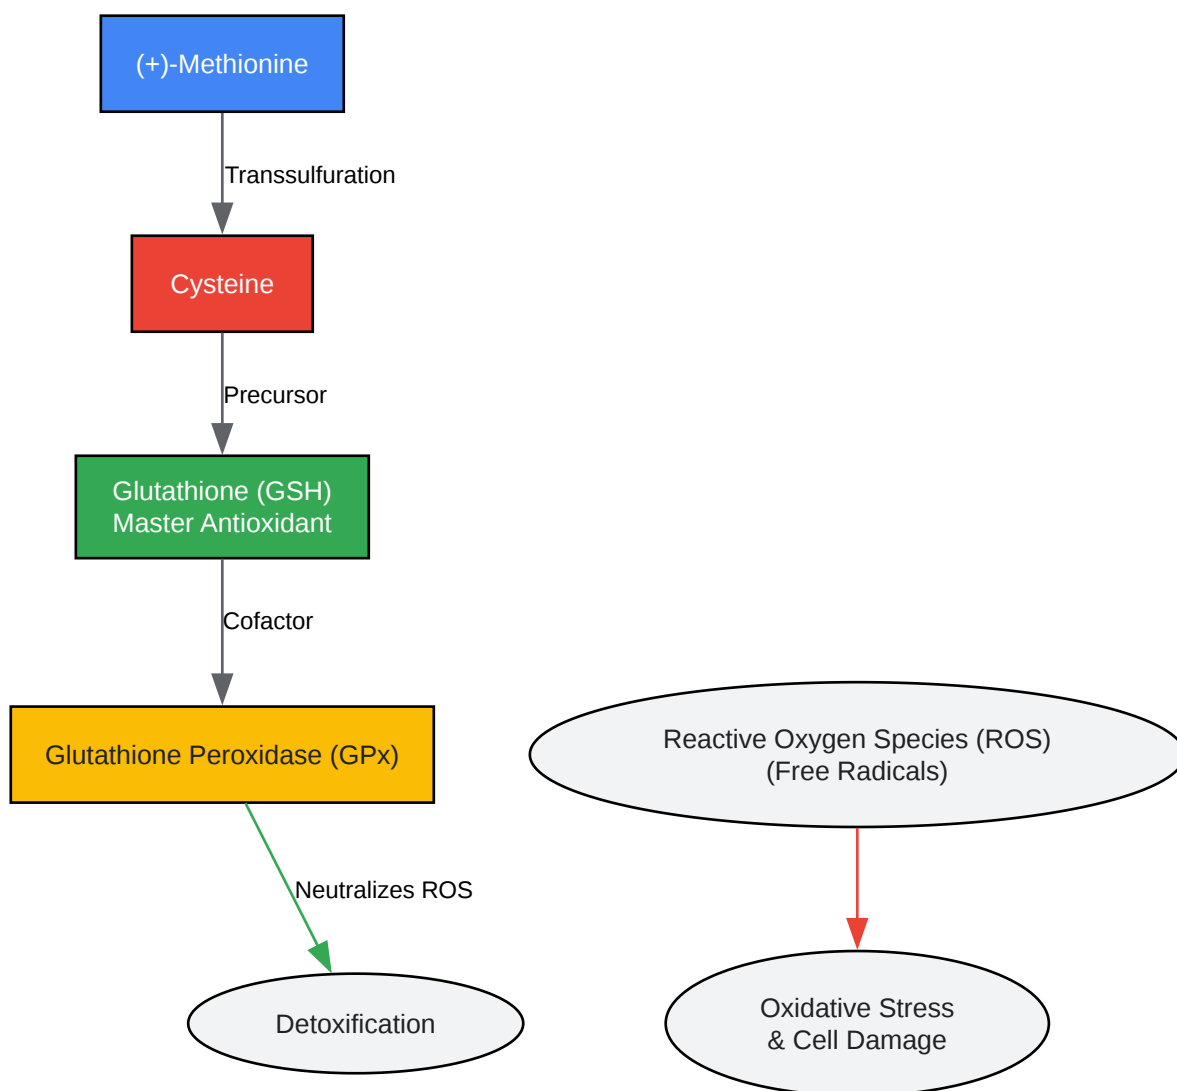 (+)-Methionine
Transsulfuration
Cysteine
Precursor
Glutathione (GSH)
Master Antioxidant
Cofactor
Glutathione Peroxidase (GPx)
Reactive Oxygen Species (ROS)
(Free Radicals)
Neutralizes ROS
Detoxification
Oxidative Stress
& Cell Damage